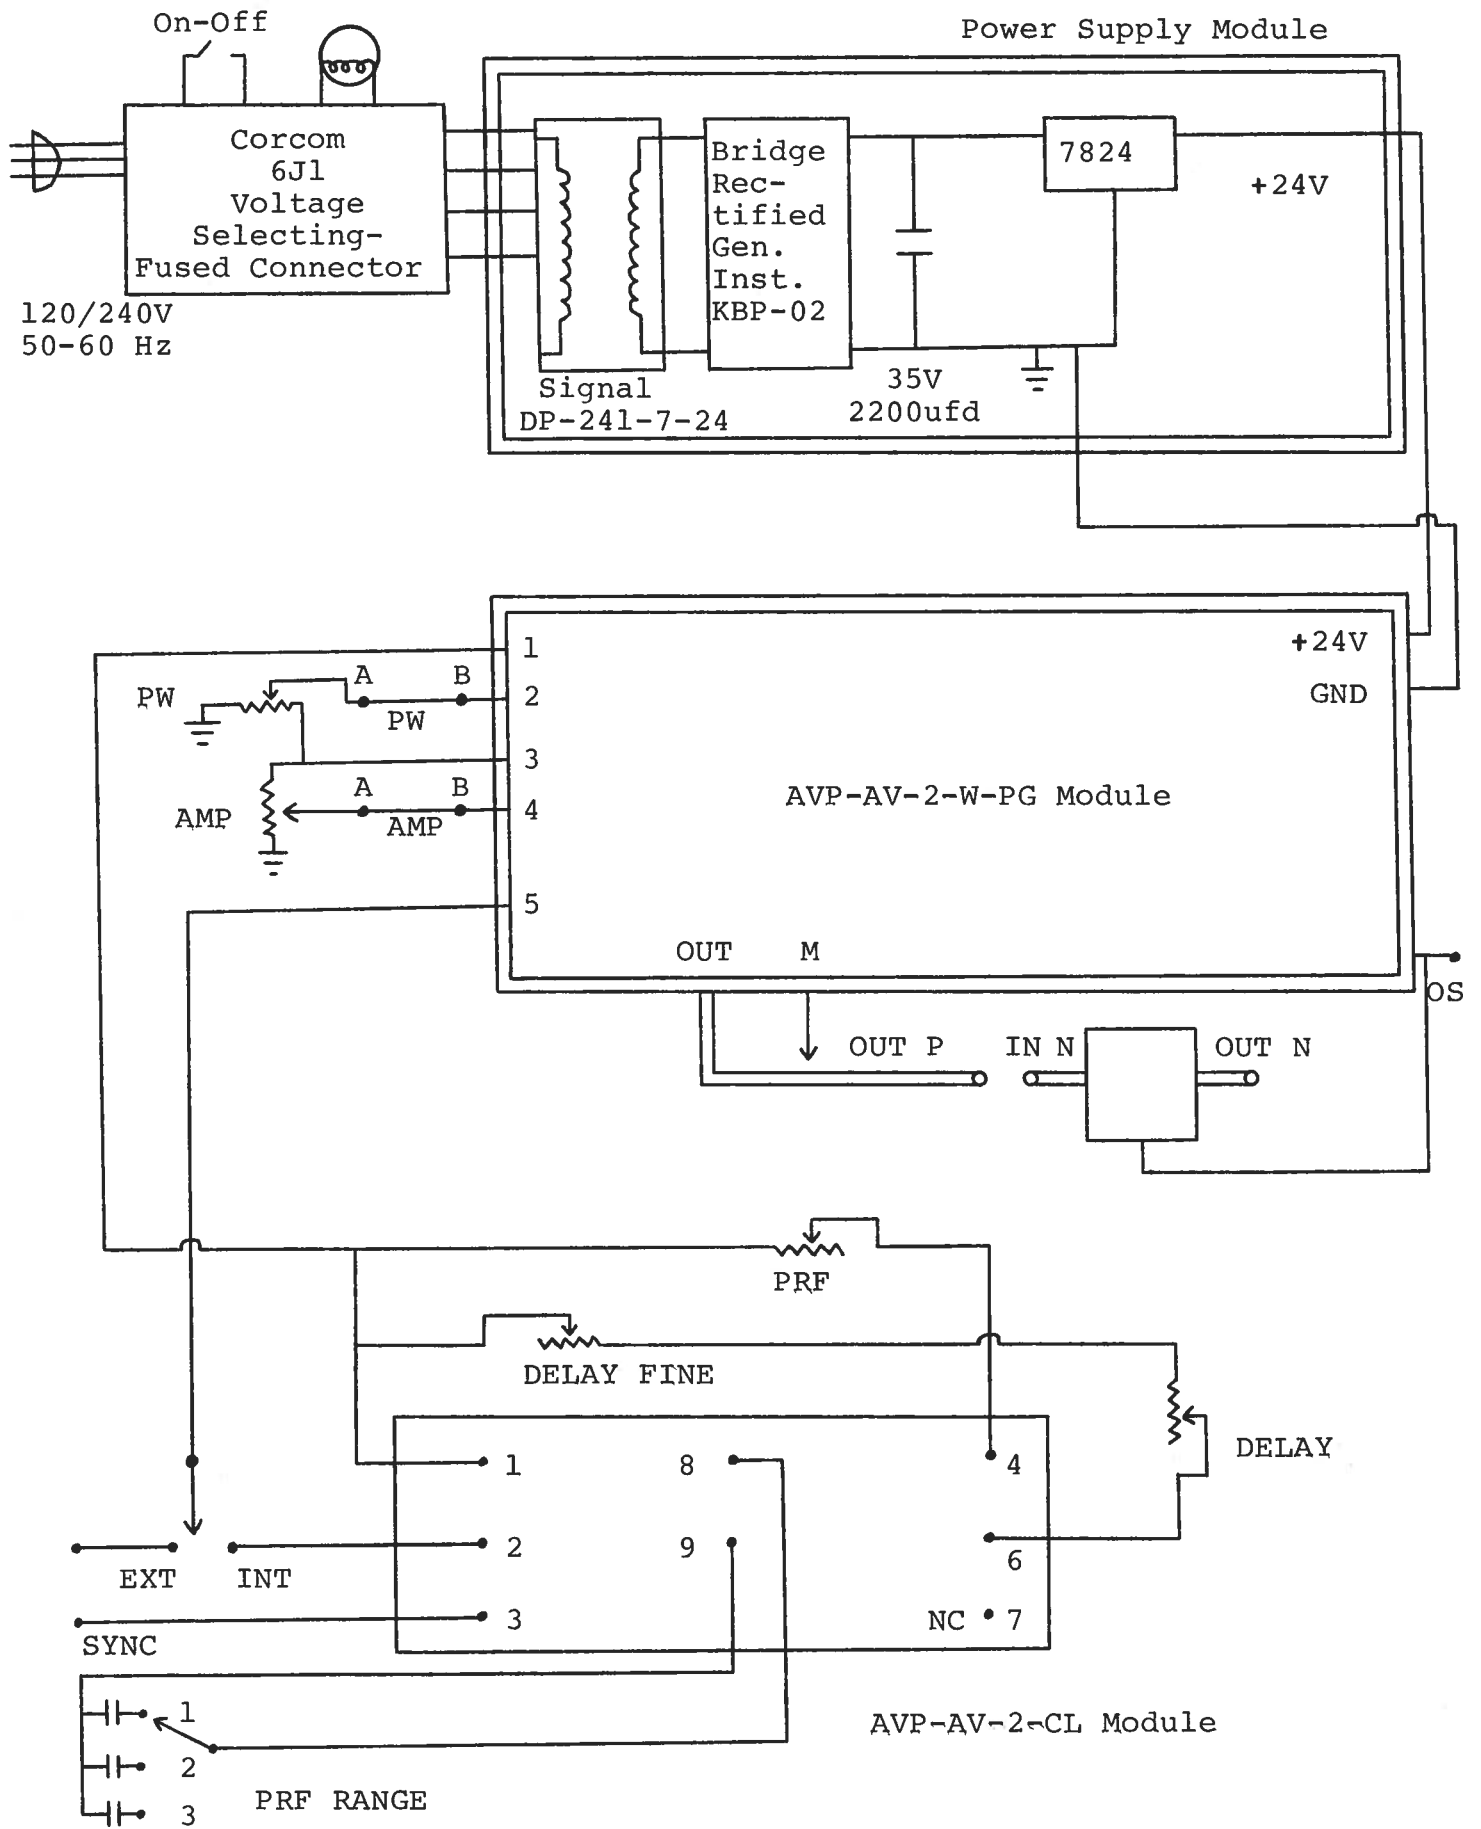 On-Off
Power Supply Module
Corcom
6J1
Voltage
Selecting-
Fused Connector
120/240V
50-60 Hz
Bridge
Rec-
tified
Gen.
Inst.
KBP-02
7824
+24V
Signal
DP-241-7-24
35V
2200ufd
1
+24V
PW
A
B
2
PW
GND
3
AMP
A
B
4
AMP
AVP-AV-2-W-PG Module
5
OUT
M
OS
OUT P
IN N
OUT N
PRF
DELAY FINE
DELAY
1
8
4
2
9
6
EXT
INT
3
NC
7
SYNC
1
2
3
PRF RANGE
AVP-AV-2-CL Module